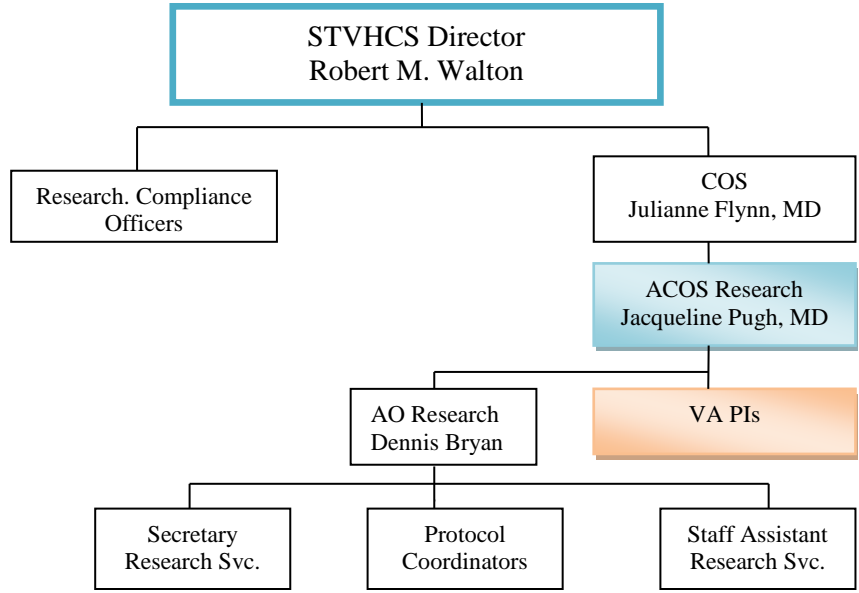 STVHCS Director
Robert M. Walton
Research. Compliance
Officers
COS
Julianne Flynn, MD
ACOS Research
Jacqueline Pugh, MD
AO Research
Dennis Bryan
VA PIs
Secretary
Research Svc.
Protocol
Coordinators
Staff Assistant
Research Svc.